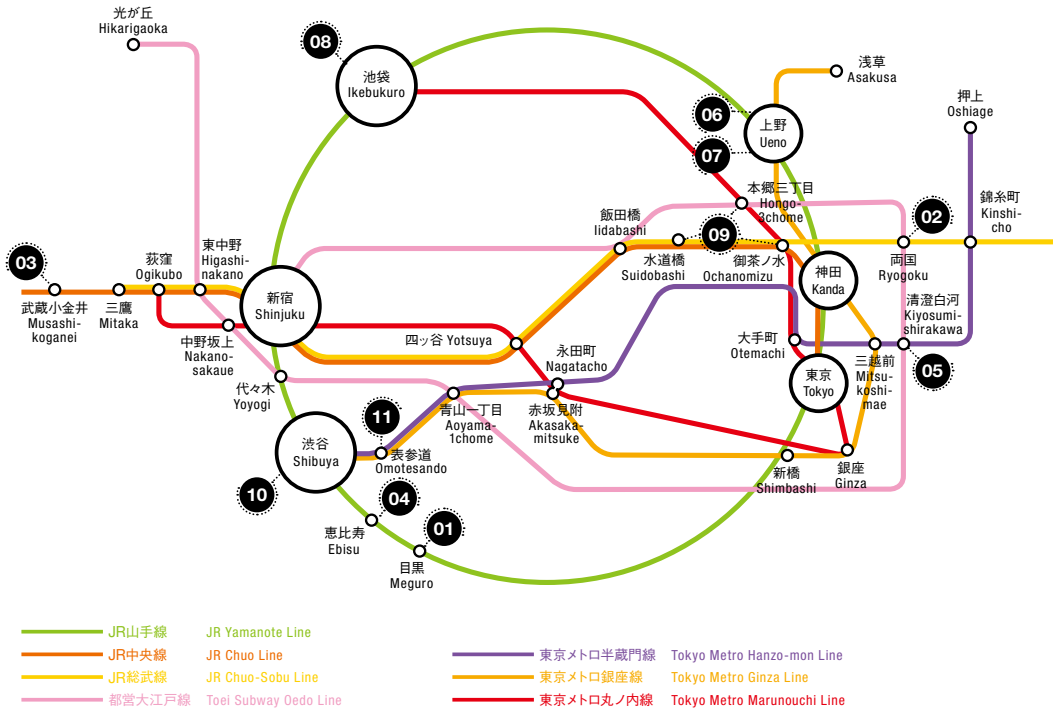 光が丘
Hikarigaoka
08
池袋
Ikebukuro
浅草
Asakusa
押上
Oshiage
06
上野
Ueno
07
本郷三丁目
Hongo-
3chome
錦糸町
Kinshi-
cho
飯田橋
Iidabashi
09
02
水道橋
Suidobashi
御茶ノ水
Ochanomizu
両国
Ryogoku
東中野
Higashi-
nakano
荻窪
Ogikubo
03
武蔵小金井
Musashi-
koganei
三鷹
Mitaka
新宿
Shinjuku
神田
Kanda
清澄白河
Kiyosumi-
shirakawa
中野坂上
Nakano-
sakaue
四ッ谷 Yotsuya
永田町
Nagatacho
大手町
Otemachi
三越前
Mitsu-
koshi-
mae
05
代々木
Yoyogi
東京
Tokyo
青山一丁目
Aoyama-
1chome
赤坂見附
Akasaka-
mitsuke
11
渋谷
Shibuya
表参道
Omotesando
新橋
Shimbashi
銀座
Ginza
10
04
01
恵比寿
Ebisu
目黒
Meguro
JR山手線 JR Yamanote Line
JR中央線 JR Chuo Line
JR総武線 JR Chuo-Sobu Line
都営大江戸線 Toei Subway Oedo Line
東京メトロ半蔵門線 Tokyo Metro Hanzo-mon Line
東京メトロ銀座線 Tokyo Metro Ginza Line
東京メトロ丸ノ内線 Tokyo Metro Marunouchi Line